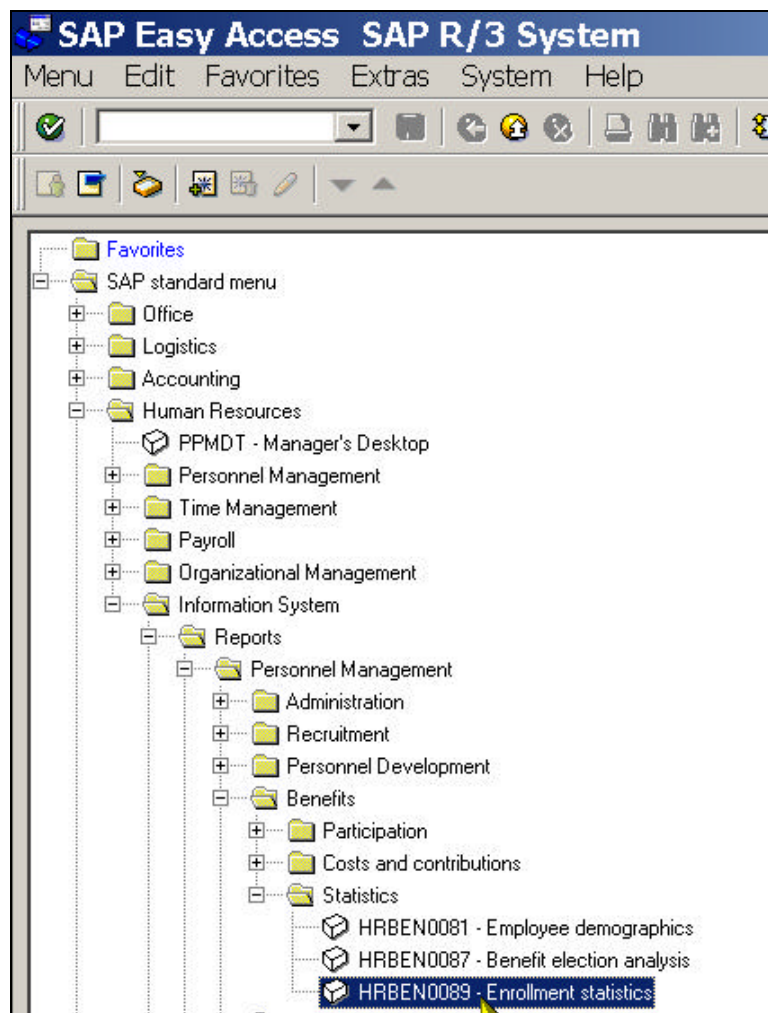 SAP Easy Access SAP R/3 System
Menu Edit Favorites Extras System Help
Favorites
SAP standard menu
Office
Logistics
Accounting
Human Resources
PPMDT - Manager's Desktop
Personnel Management
Time Management
Payroll
Organizational Management
Information System
Reports
Personnel Management
Administration
Recruitment
Personnel Development
Benefits
Participation
Costs and contributions
Statistics
HRBEN0081 - Employee demographics
HRBEN0087 - Benefit election analysis
HRBEN0089 - Enrollment statistics